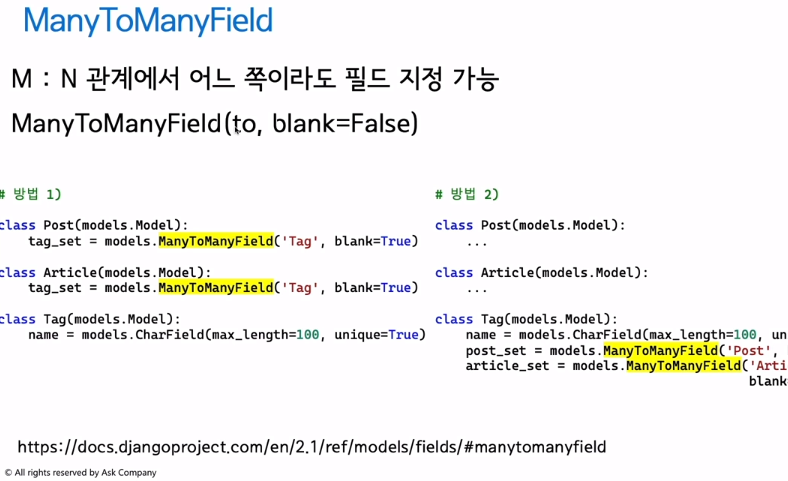 ManyToManyField
M : N 관계에서 어느 쪽이라도 필드 지정 가능
ManyToManyField(to, blank=False)
# 방법 1)
class Post(models.Model):
    tag_set = models.ManyToManyField('Tag', blank=True)
class Article(models.Model):
    tag_set = models.ManyToManyField('Tag', blank=True)
class Tag(models.Model):
    name = models.CharField(max_length=100, unique=True)
# 방법 2)
class Post(models.Model):
    ...
class Article(models.Model):
    ...
class Tag(models.Model):
    name = models.CharField(max_length=100, un
    post_set = models.ManyToManyField('Post',
    article_set = models.ManyToManyField('Arti
blank
https://docs.djangoproject.com/en/2.1/ref/models/fields/#manytomanyfield
© All rights reserved by Ask Company